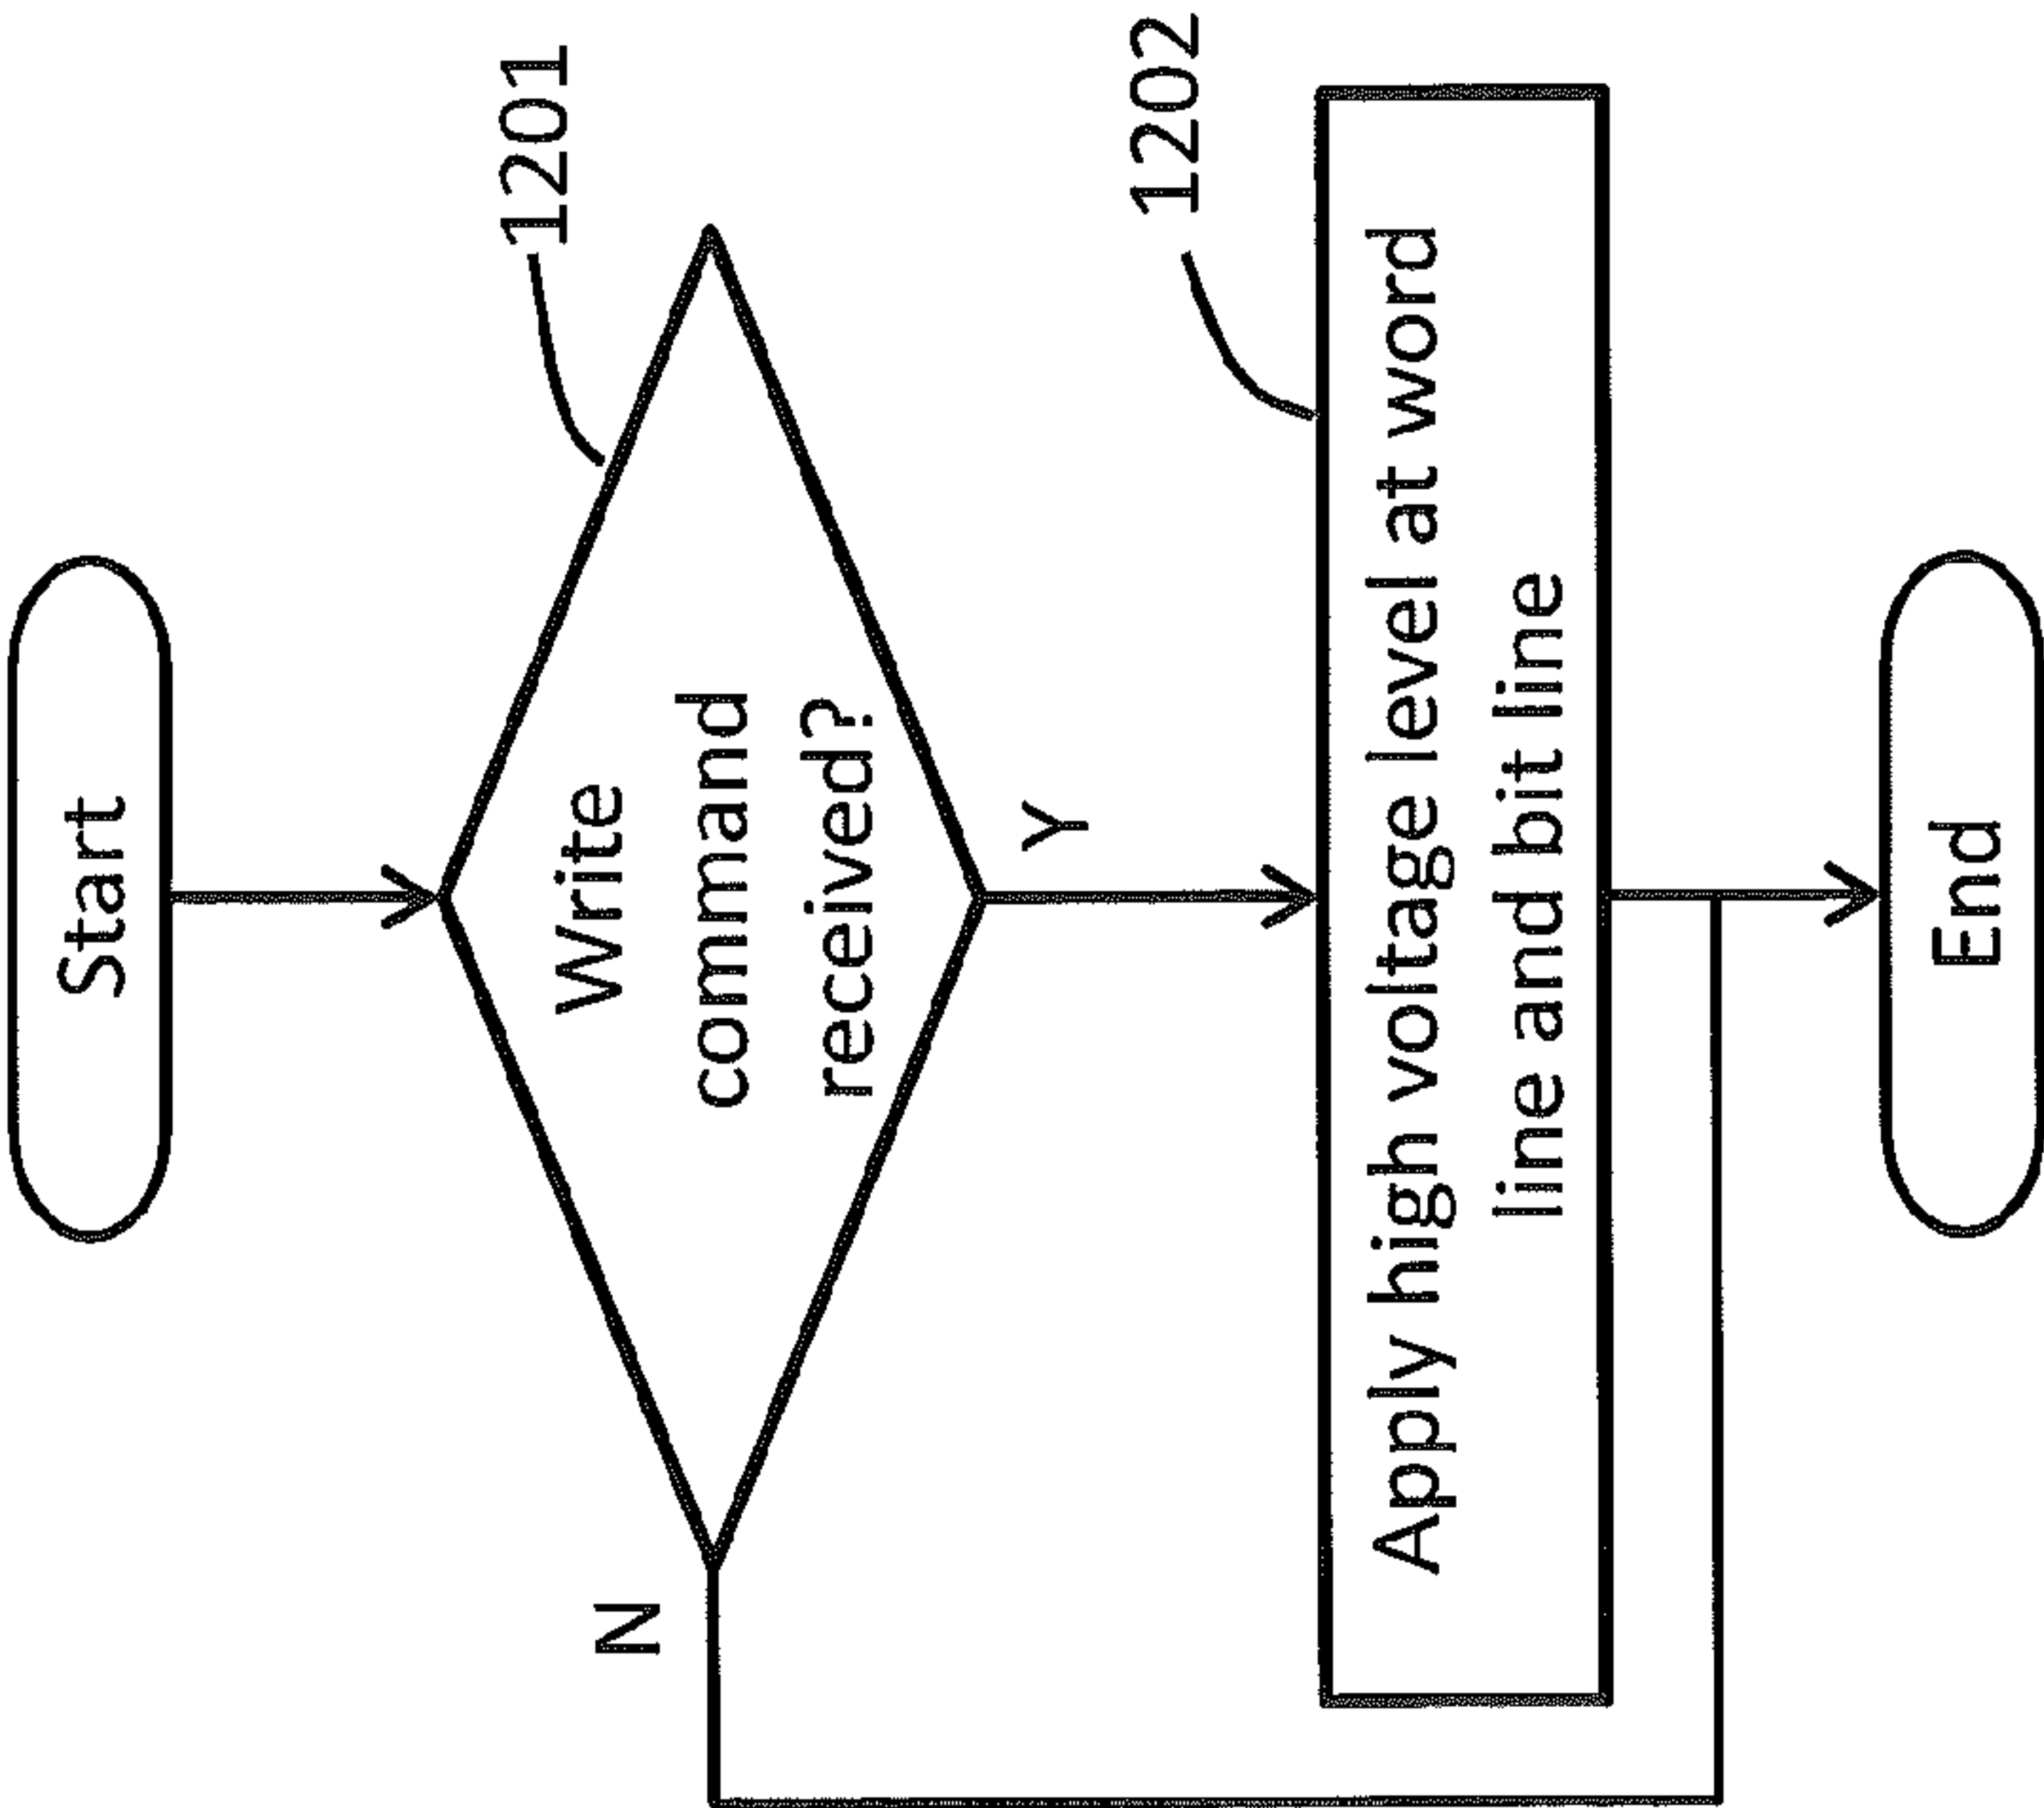 Start
1201
Write
command
received?
N
Y
1202
Apply high voltage level at word
line and bit line
End